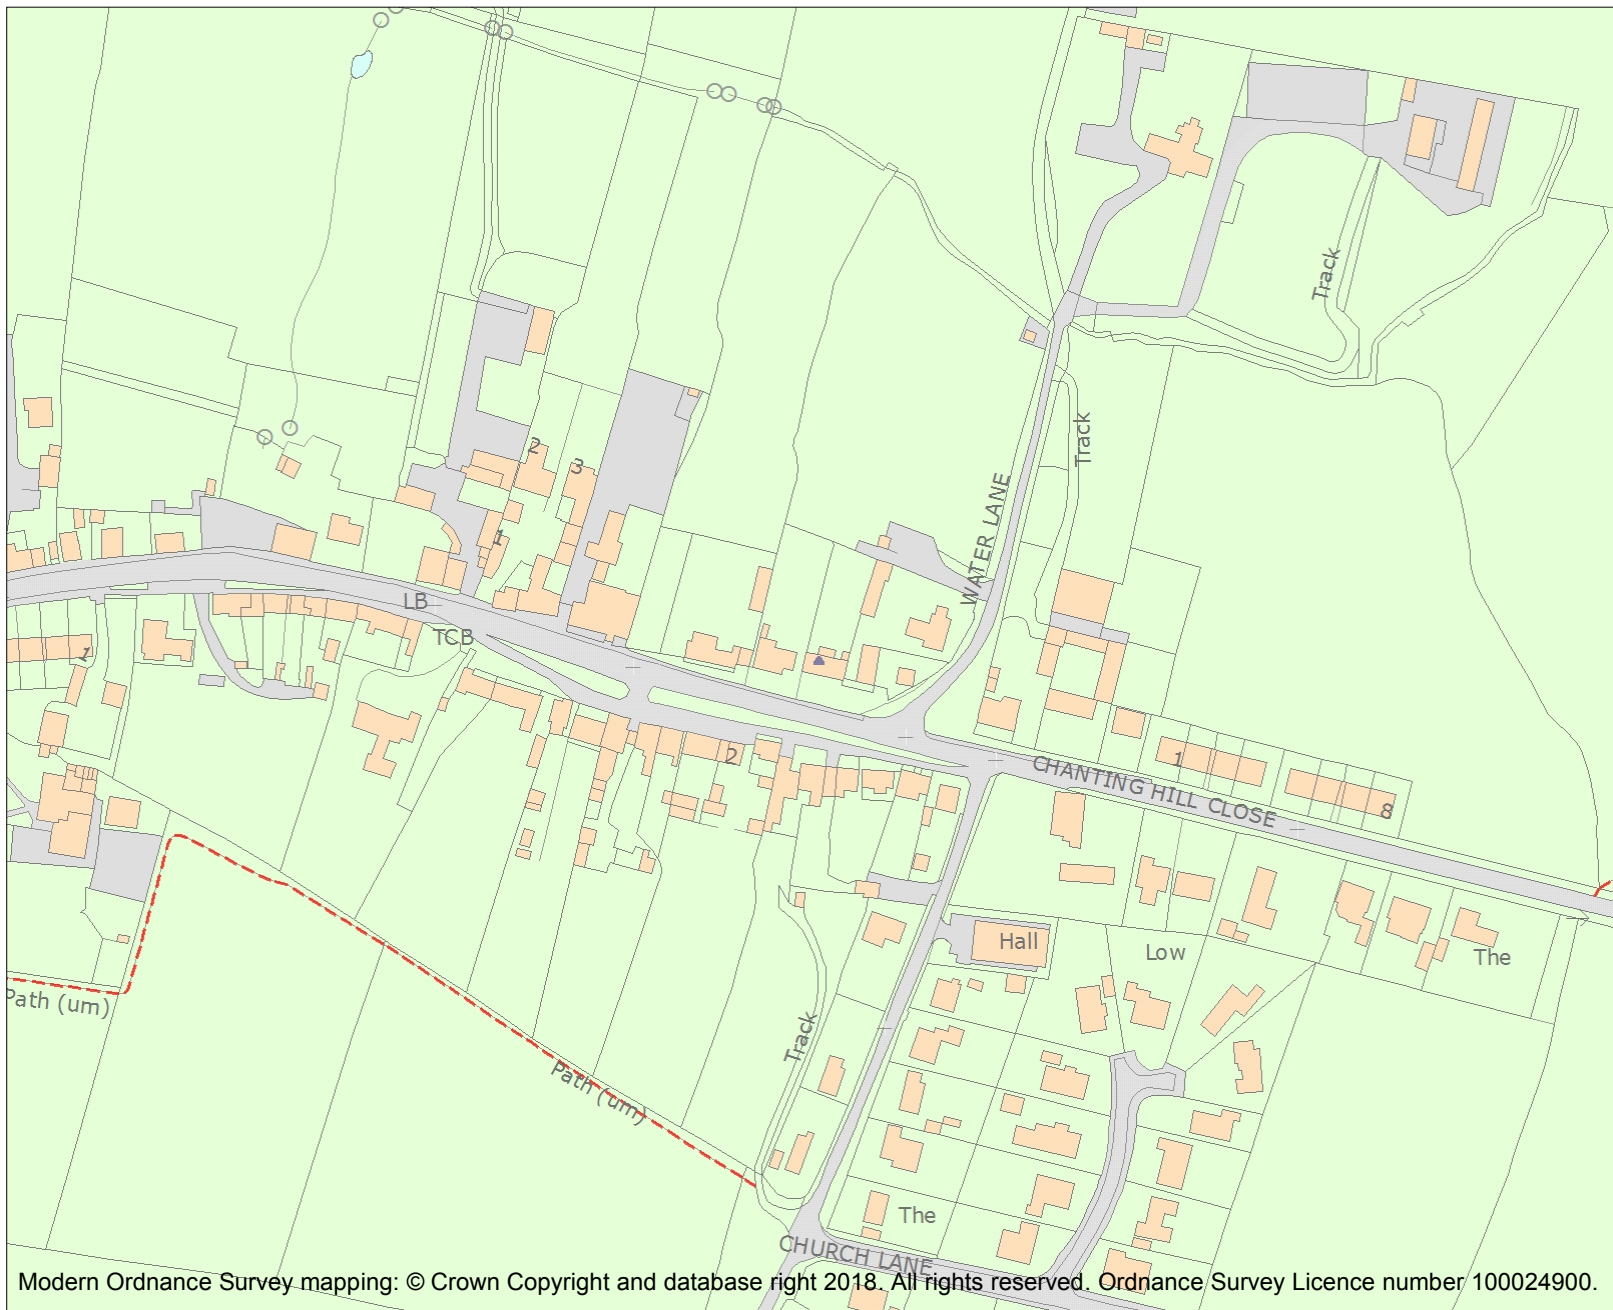 Track
Track
WATER LANE
2
3
1
LB
TCB
1
2
CHANTING HILL CLOSE
1
8
Hall
Low
The
Path (um)
Track
Path (um)
The
CHURCH LANE
Modern Ordnance Survey mapping: © Crown Copyright and database right 2018. All rights reserved. Ordnance Survey Licence number 100024900.